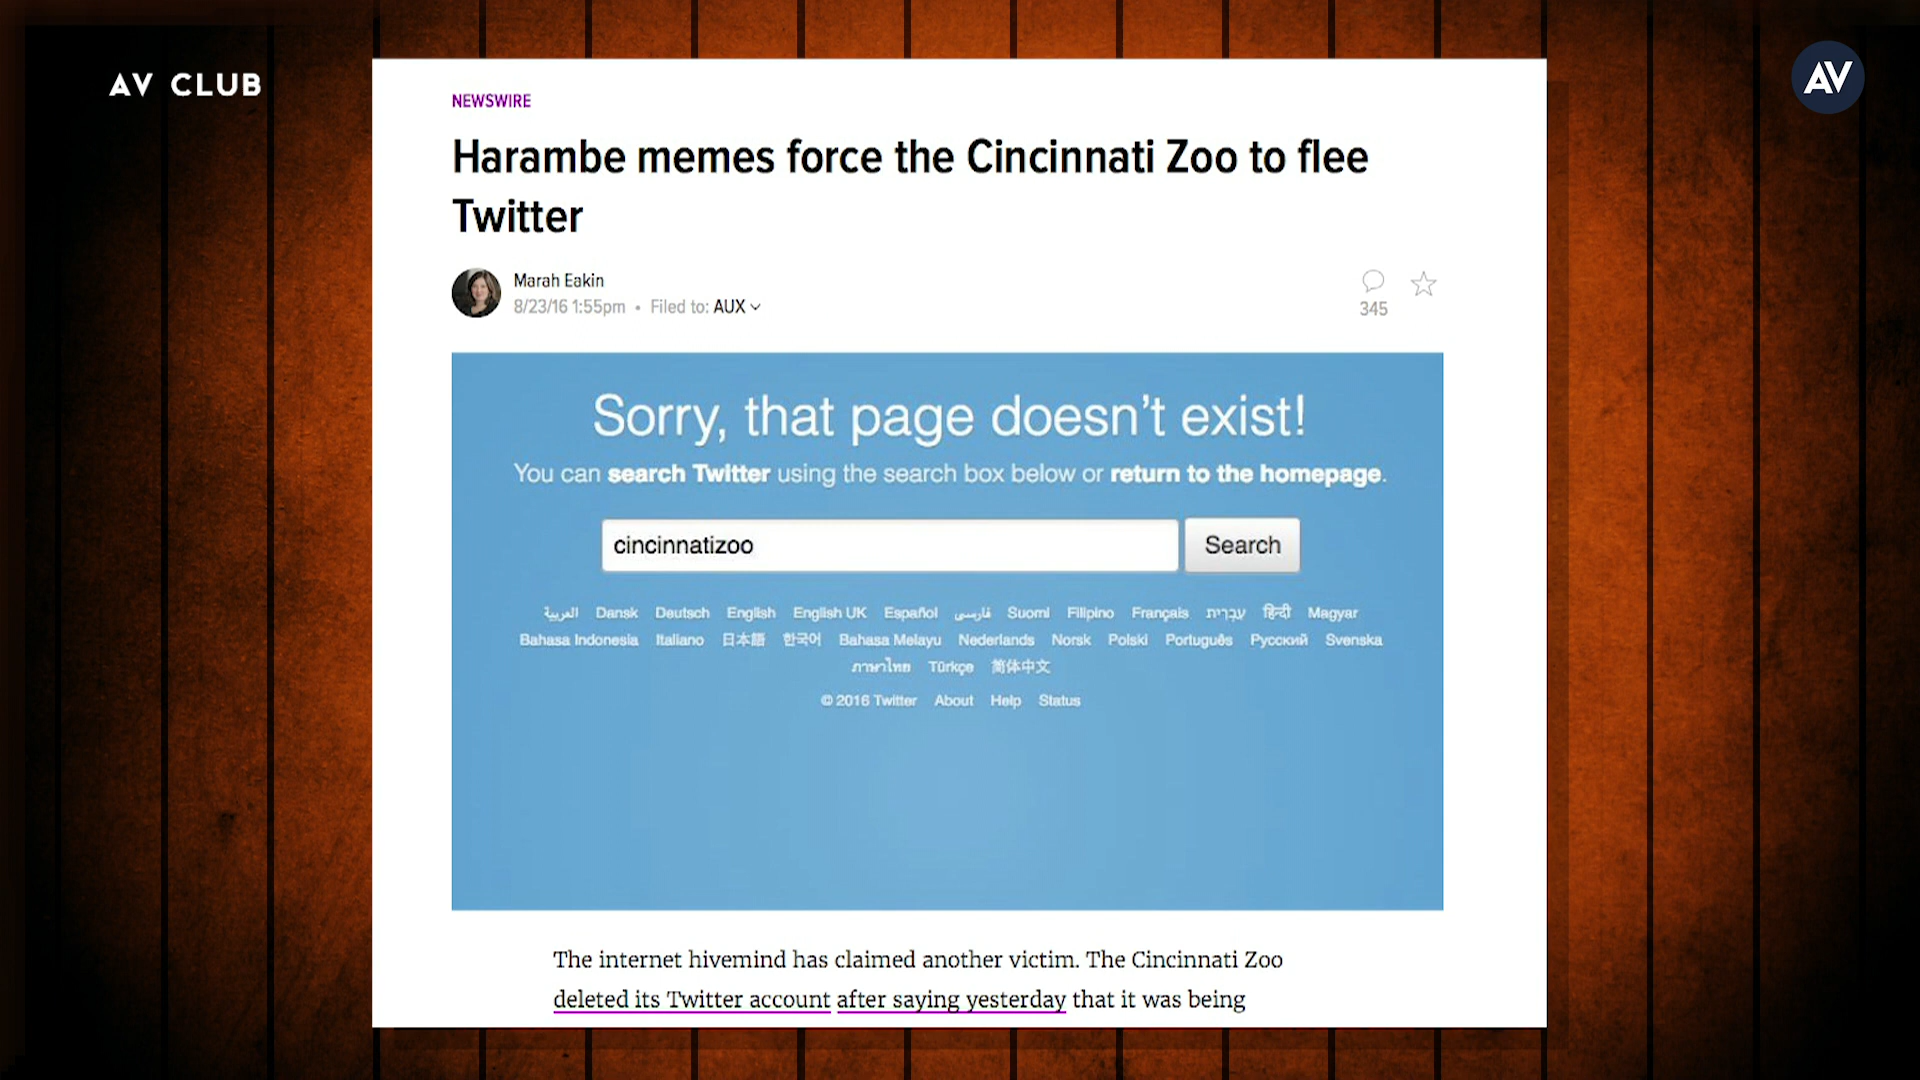 AV CLUB
AV
NEWSWIRE
Harambe memes force the Cincinnati Zoo to flee
Twitter
Marah Eakin
8/23/16 1:55pm • Filed to: AUX
345
Sorry, that page doesn't exist!
You can search Twitter using the search box below or return to the homepage.
cincinnatizoo Search
العربية Dansk Deutsch English English UK Español فارسی Suomi Filipino Français עִבְרִית हिन्दी Magyar
Bahasa Indonesia Italiano 日本語 한국어 Bahasa Melayu Nederlands Norsk Polski Português Русский Svenska
ภาษาไทย Türkçe 简体中文
© 2016 Twitter About Help Status
The internet hivemind has claimed another victim. The Cincinnati Zoo
deleted its Twitter account after saying yesterday that it was being